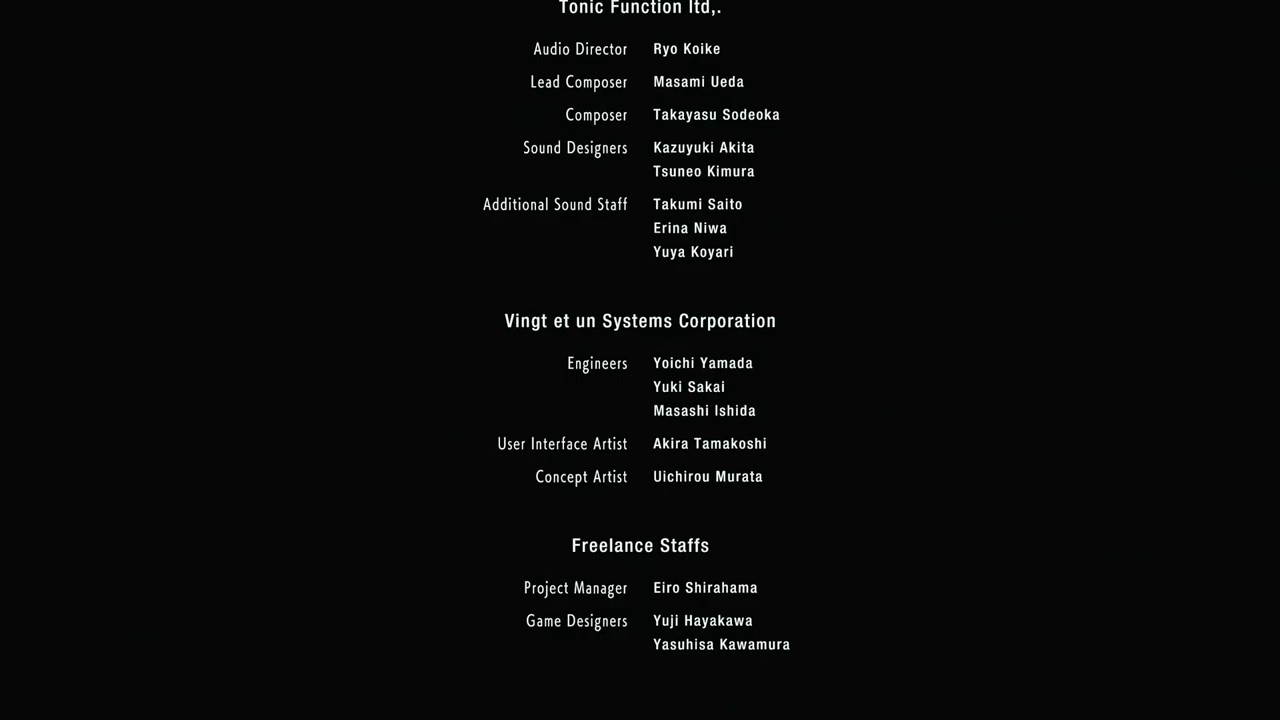 Tonic Function ltd,.
Audio Director Ryo Koike
Lead Composer Masami Ueda
Composer Takayasu Sodeoka
Sound Designers Kazuyuki Akita
Tsuneo Kimura
Additional Sound Staff Takumi Saito
Erina Niwa
Yuya Koyari
Vingt et un Systems Corporation
Engineers Yoichi Yamada
Yuki Sakai
Masashi Ishida
User Interface Artist Akira Tamakoshi
Concept Artist Uichirou Murata
Freelance Staffs
Project Manager Eiro Shirahama
Game Designers Yuji Hayakawa
Yasuhisa Kawamura